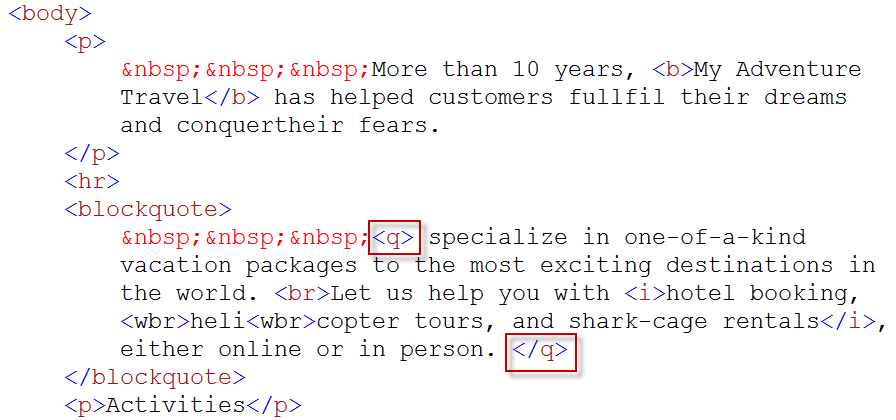 <body>
<p>
&nbsp;&nbsp;&nbsp;More than 10 years, <b>My Adventure
Travel</b> has helped customers fullfil their dreams
and conquertheir fears.
</p>
<hr>
<blockquote>
&nbsp;&nbsp;&nbsp;<q> specialize in one-of-a-kind
vacation packages to the most exciting destinations in
the world. <br>Let us help you with <i>hotel booking,
<wbr>heli<wbr>copter tours, and shark-cage rentals</i>,
either online or in person. </q>
</blockquote>
<p>Activities</p>